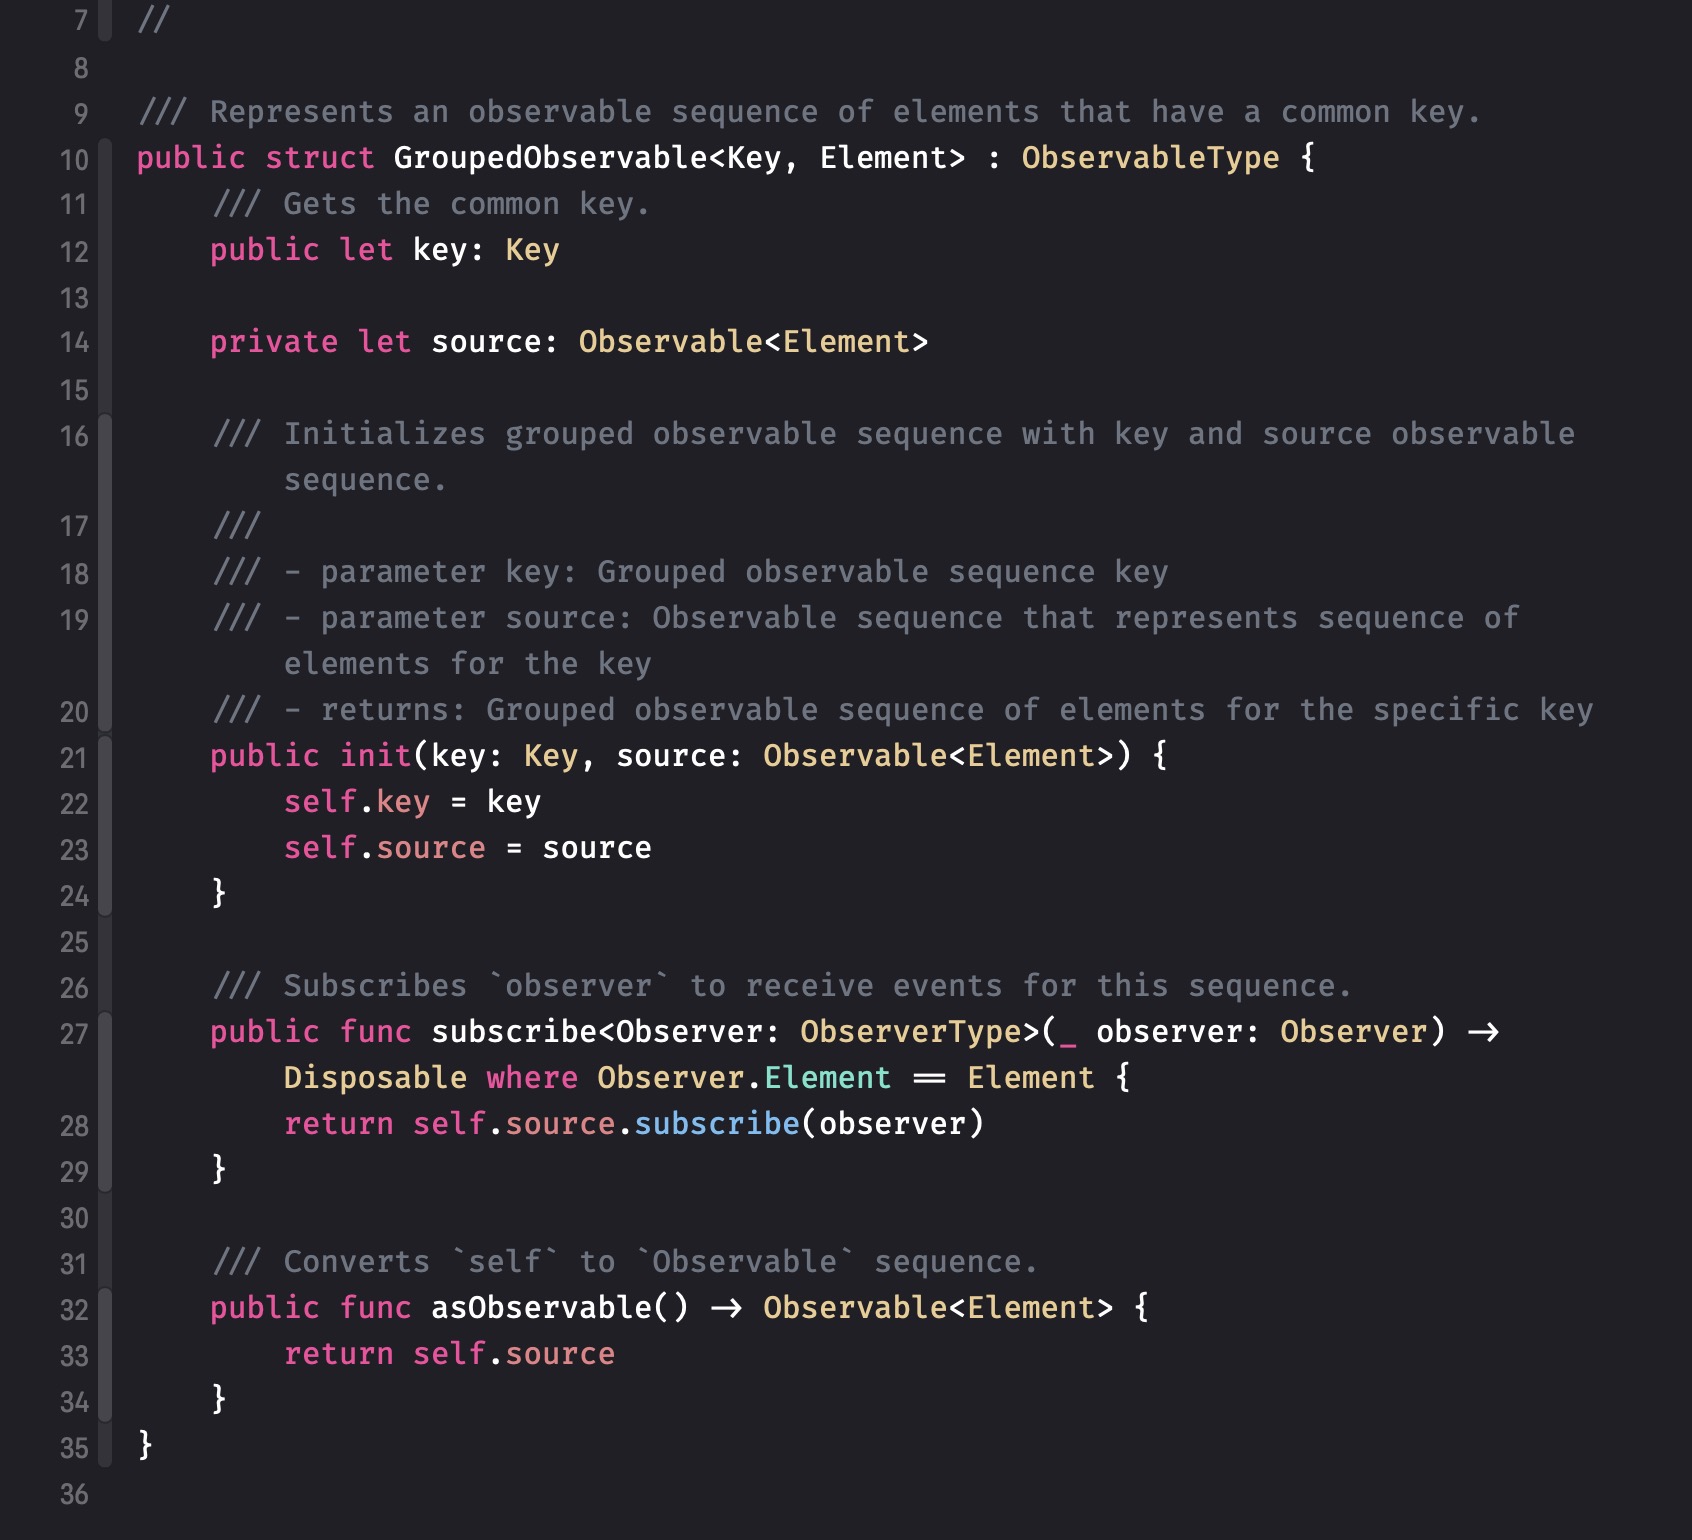 7 //
8
9 /// Represents an observable sequence of elements that have a common key.
10 public struct GroupedObservable<Key, Element> : ObservableType {
11     /// Gets the common key.
12     public let key: Key
13
14     private let source: Observable<Element>
15
16     /// Initializes grouped observable sequence with key and source observable
        sequence.
17     ///
18     /// - parameter key: Grouped observable sequence key
19     /// - parameter source: Observable sequence that represents sequence of
        elements for the key
20     /// - returns: Grouped observable sequence of elements for the specific key
21     public init(key: Key, source: Observable<Element>) {
22         self.key = key
23         self.source = source
24     }
25
26     /// Subscribes `observer` to receive events for this sequence.
27     public func subscribe<Observer: ObserverType>(_ observer: Observer) ->
        Disposable where Observer.Element == Element {
28         return self.source.subscribe(observer)
29     }
30
31     /// Converts `self` to `Observable` sequence.
32     public func asObservable() -> Observable<Element> {
33         return self.source
34     }
35 }
36